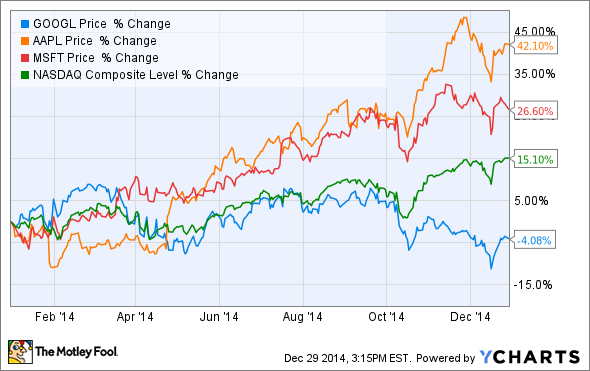 GOOGL Price % Change
AAPL Price % Change
MSFT Price % Change
NASDAQ Composite Level % Change
45.00%
42.10%
35.00%
26.60%
15.10%
5.00%
-4.08%
-15.0%
Feb '14 Apr '14 Jun '14 Aug '14 Oct '14 Dec '14
The Motley Fool.
Dec 29 2014, 3:15PM EST. Powered by YCHARTS